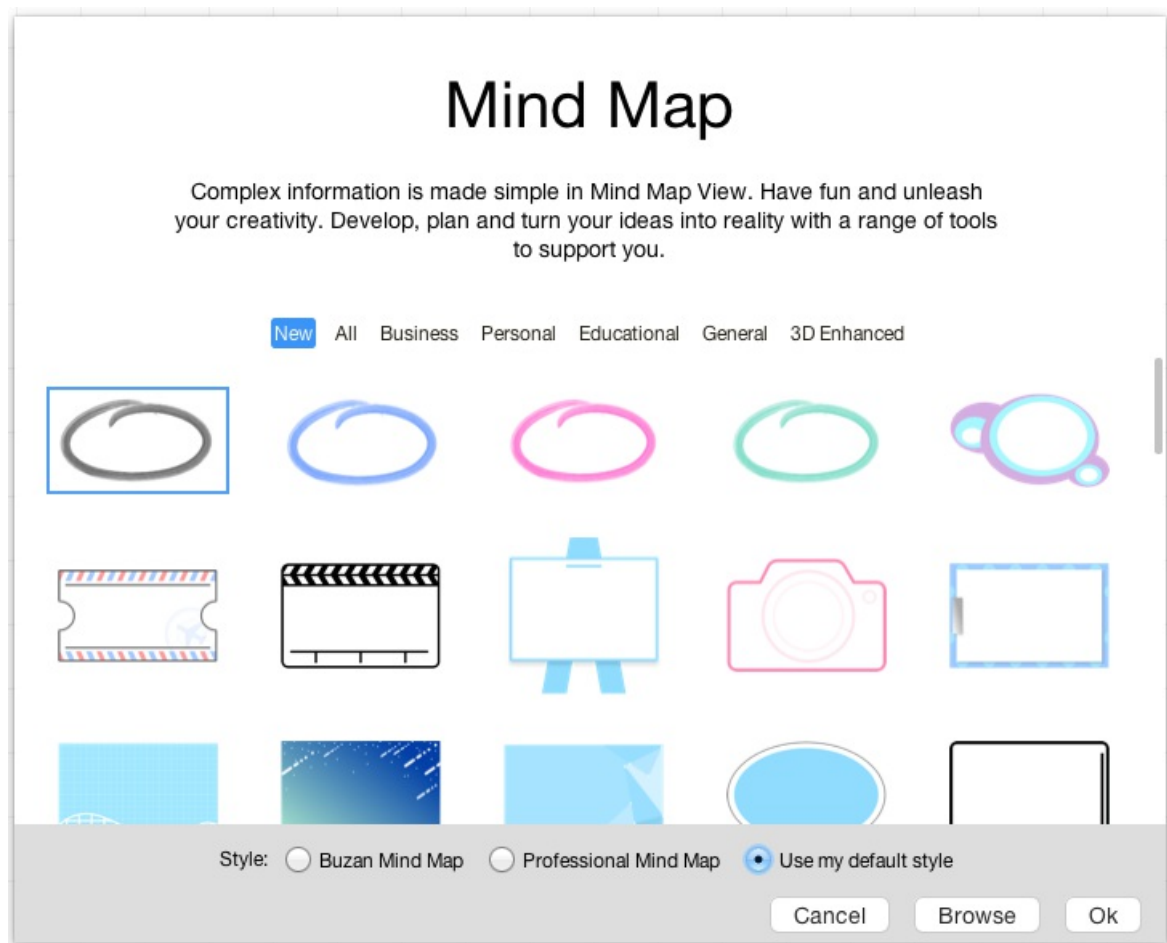 Mind Map
Complex information is made simple in Mind Map View. Have fun and unleash
your creativity. Develop, plan and turn your ideas into reality with a range of tools
to support you.
New All Business Personal Educational General 3D Enhanced
Style: Buzan Mind Map Professional Mind Map Use my default style
Cancel Browse Ok